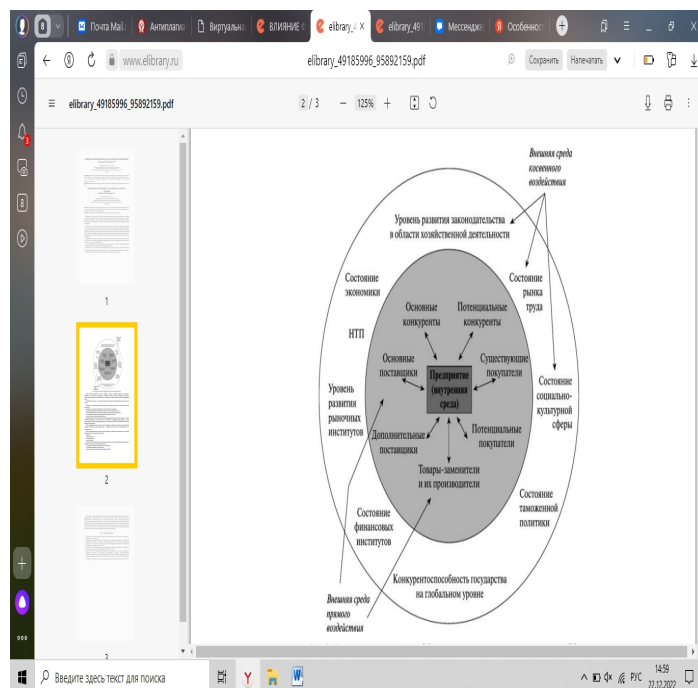 8
Почта Mail.
Антиплаги
Виртуальна
ВЛИЯНИЕ
elibrary_4
elibrary_491
Мессендже
Особеннос
www.elibrary.ru
elibrary_49185996_95892159.pdf
Сохранить
Напечатать
elibrary_49185996_95892159.pdf
2 / 3
125%
3
8
1
2
3
Внешняя среда
косвенного
воздействия
Уровень развития законодательства
в области хозяйственной деятельности
Состояние
экономики
Состояние
рынка
труда
НТП
Основные
конкуренты
Потенциальные
конкуренты
Основные
поставщики
Существующие
покупатели
Предприятие
(внутренняя
среда)
Уровень
развития
рыночных
институтов
Состояние
социально-
культурной
сферы
Дополнительные
поставщики
Потенциальные
покупатели
Товары-заменители
и их производители
Состояние
финансовых
институтов
Состояние
таможенной
политики
Конкурентоспособность государства
на глобальном уровне
Внешняя среда
прямого
воздействия
Введите здесь текст для поиска
РУС
14:59
22.12.2022